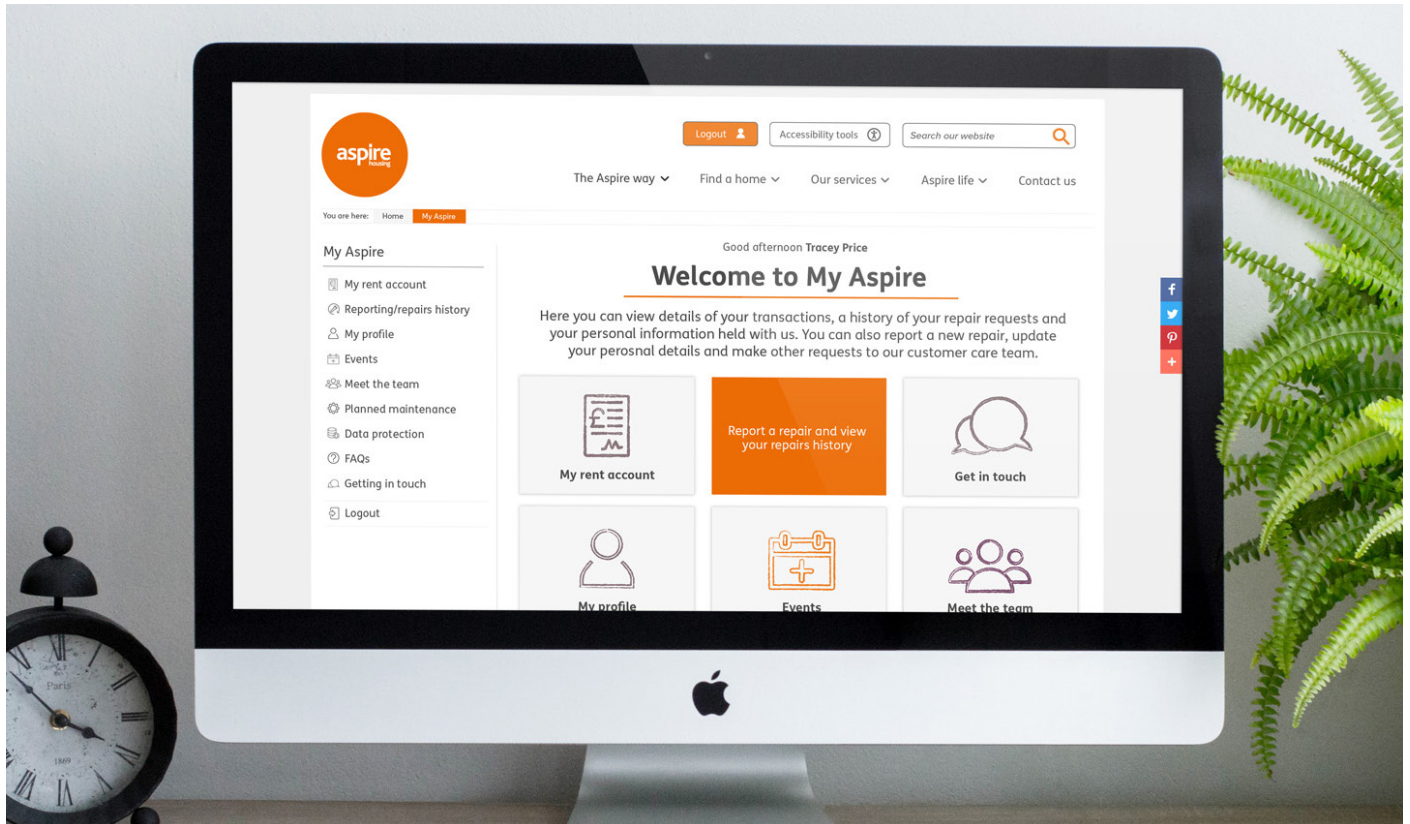 aspire
housing
Logout
Accessibility tools
Search our website
The Aspire way
Find a home
Our services
Aspire life
Contact us
You are here: Home My Aspire
My Aspire
My rent account
Reporting/repairs history
My profile
Events
Meet the team
Planned maintenance
Data protection
FAQs
Getting in touch
Logout
Good afternoon Tracey Price
Welcome to My Aspire
Here you can view details of your transactions, a history of your repair requests and
your personal information held with us. You can also report a new repair, update
your perosnal details and make other requests to our customer care team.
My rent account
Report a repair and view
your repairs history
Get in touch
My profile
Events
Meet the team
Paris
1869